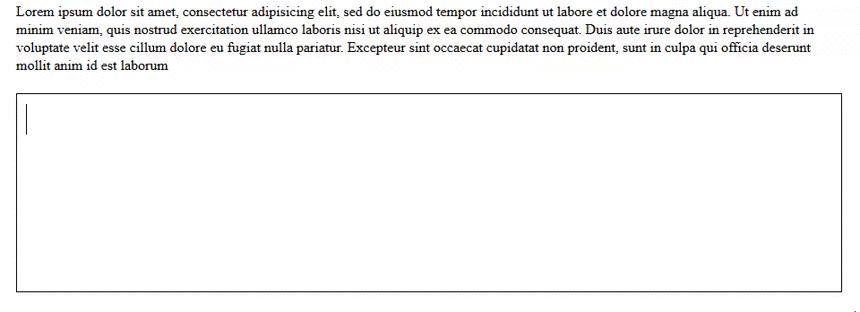 Lorem ipsum dolor sit amet, consectetur adipisicing elit, sed do eiusmod tempor incididunt ut labore et dolore magna aliqua. Ut enim ad
minim veniam, quis nostrud exercitation ullamco laboris nisi ut aliquip ex ea commodo consequat. Duis aute irure dolor in reprehenderit in
voluptate velit esse cillum dolore eu fugiat nulla pariatur. Excepteur sint occaecat cupidatat non proident, sunt in culpa qui officia deserunt
mollit anim id est laborum